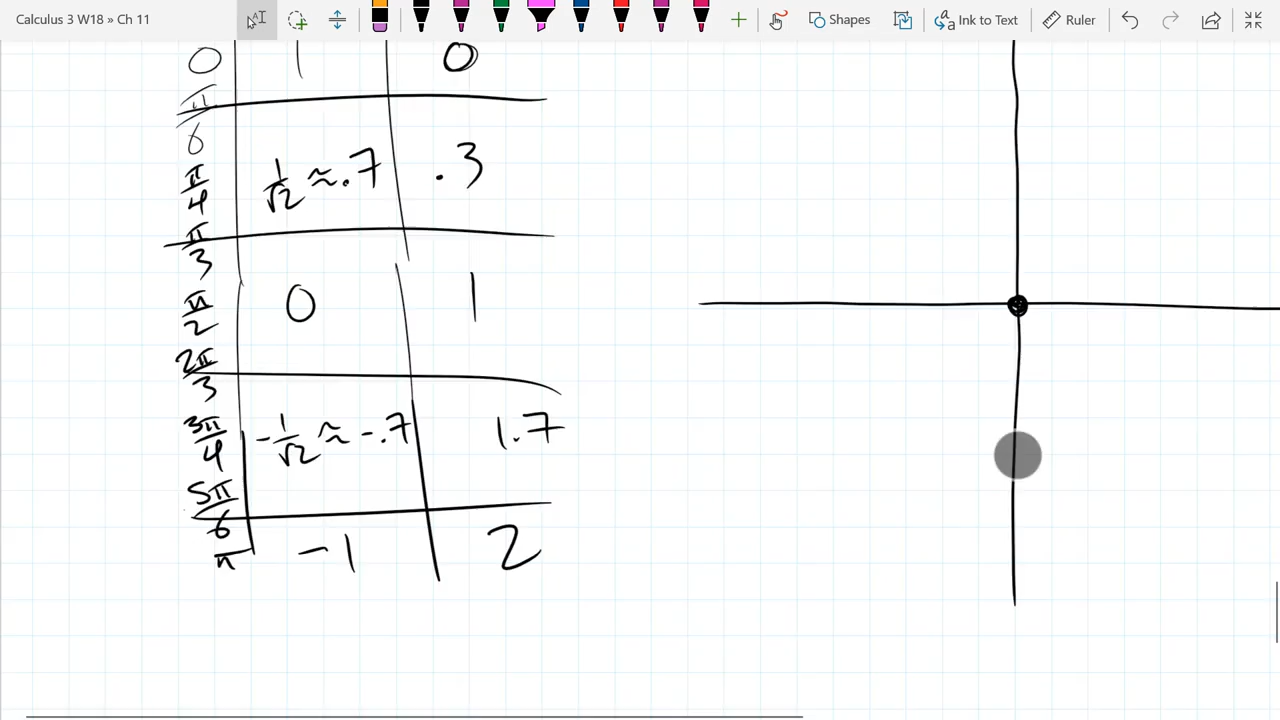 Calculus 3 W18 » Ch 11
Shapes
Ink to Text
Ruler
0 1 0
π/6
π/4 1/√2 ≈ .7 .3
π/3
π/2 0 1
2π/3
3π/4 -1/√2 ≈ -.7 1.7
5π/6
π -1 2